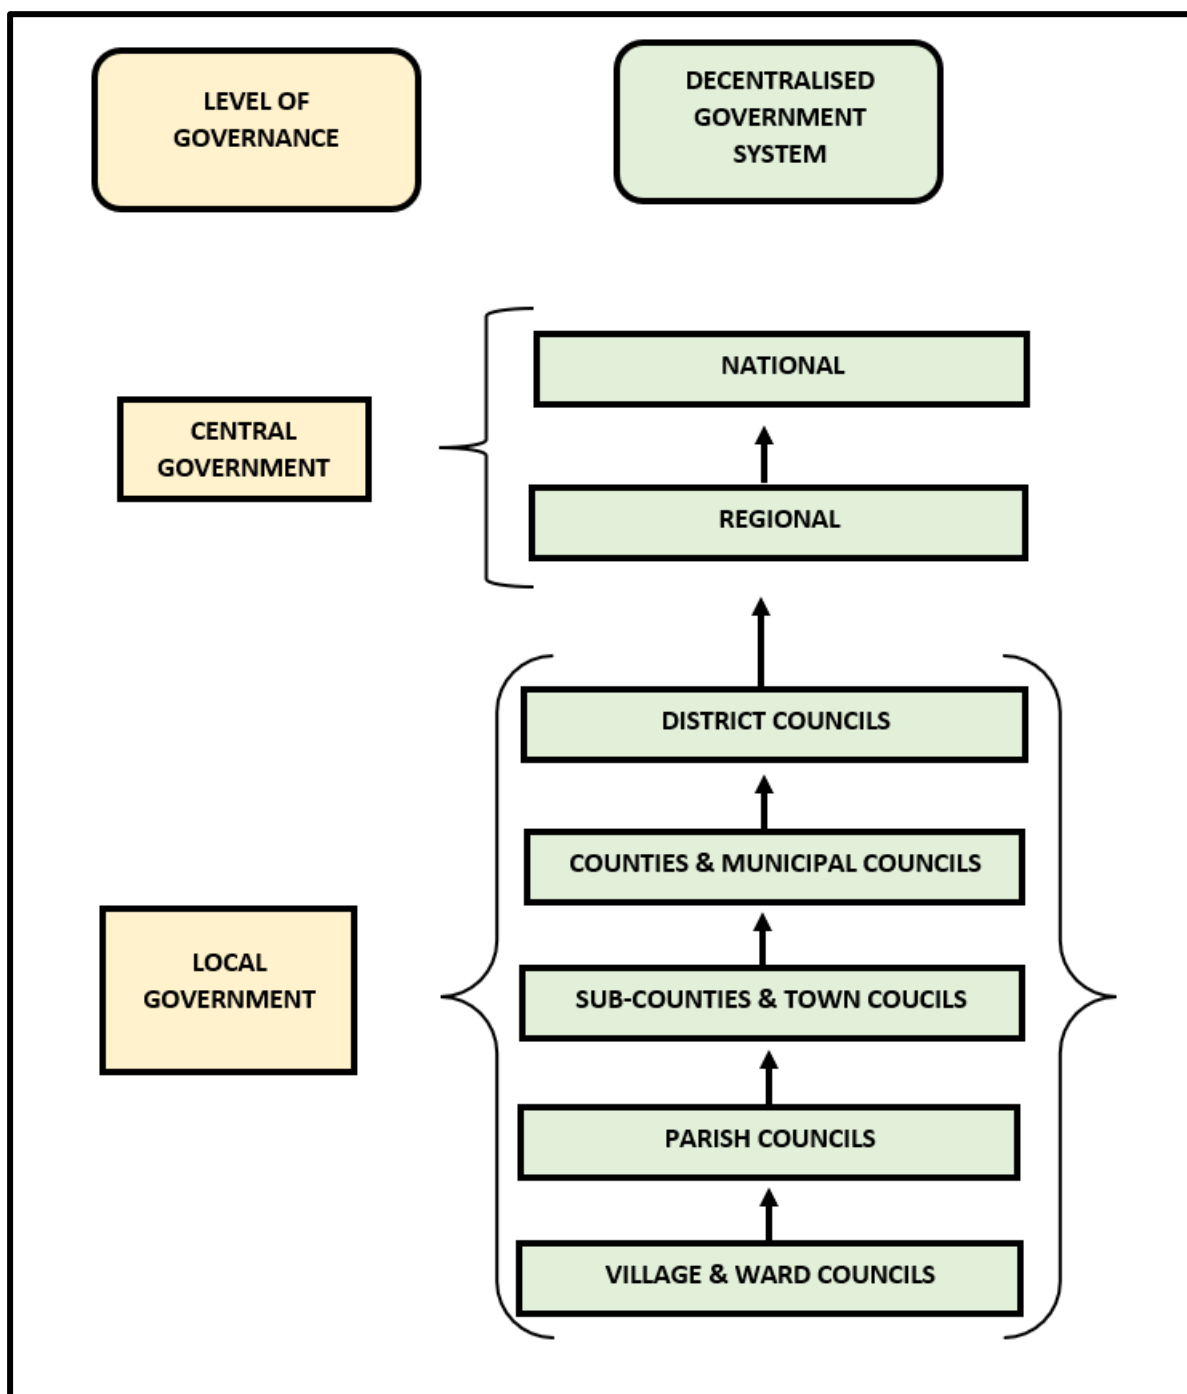 LEVEL OF
GOVERNANCE
DECENTRALISED
GOVERNMENT
SYSTEM
NATIONAL
CENTRAL
GOVERNMENT
REGIONAL
DISTRICT COUNCILS
COUNTIES & MUNICIPAL COUNCILS
LOCAL
GOVERNMENT
SUB-COUNTIES & TOWN COUCILS
PARISH COUNCILS
VILLAGE & WARD COUNCILS